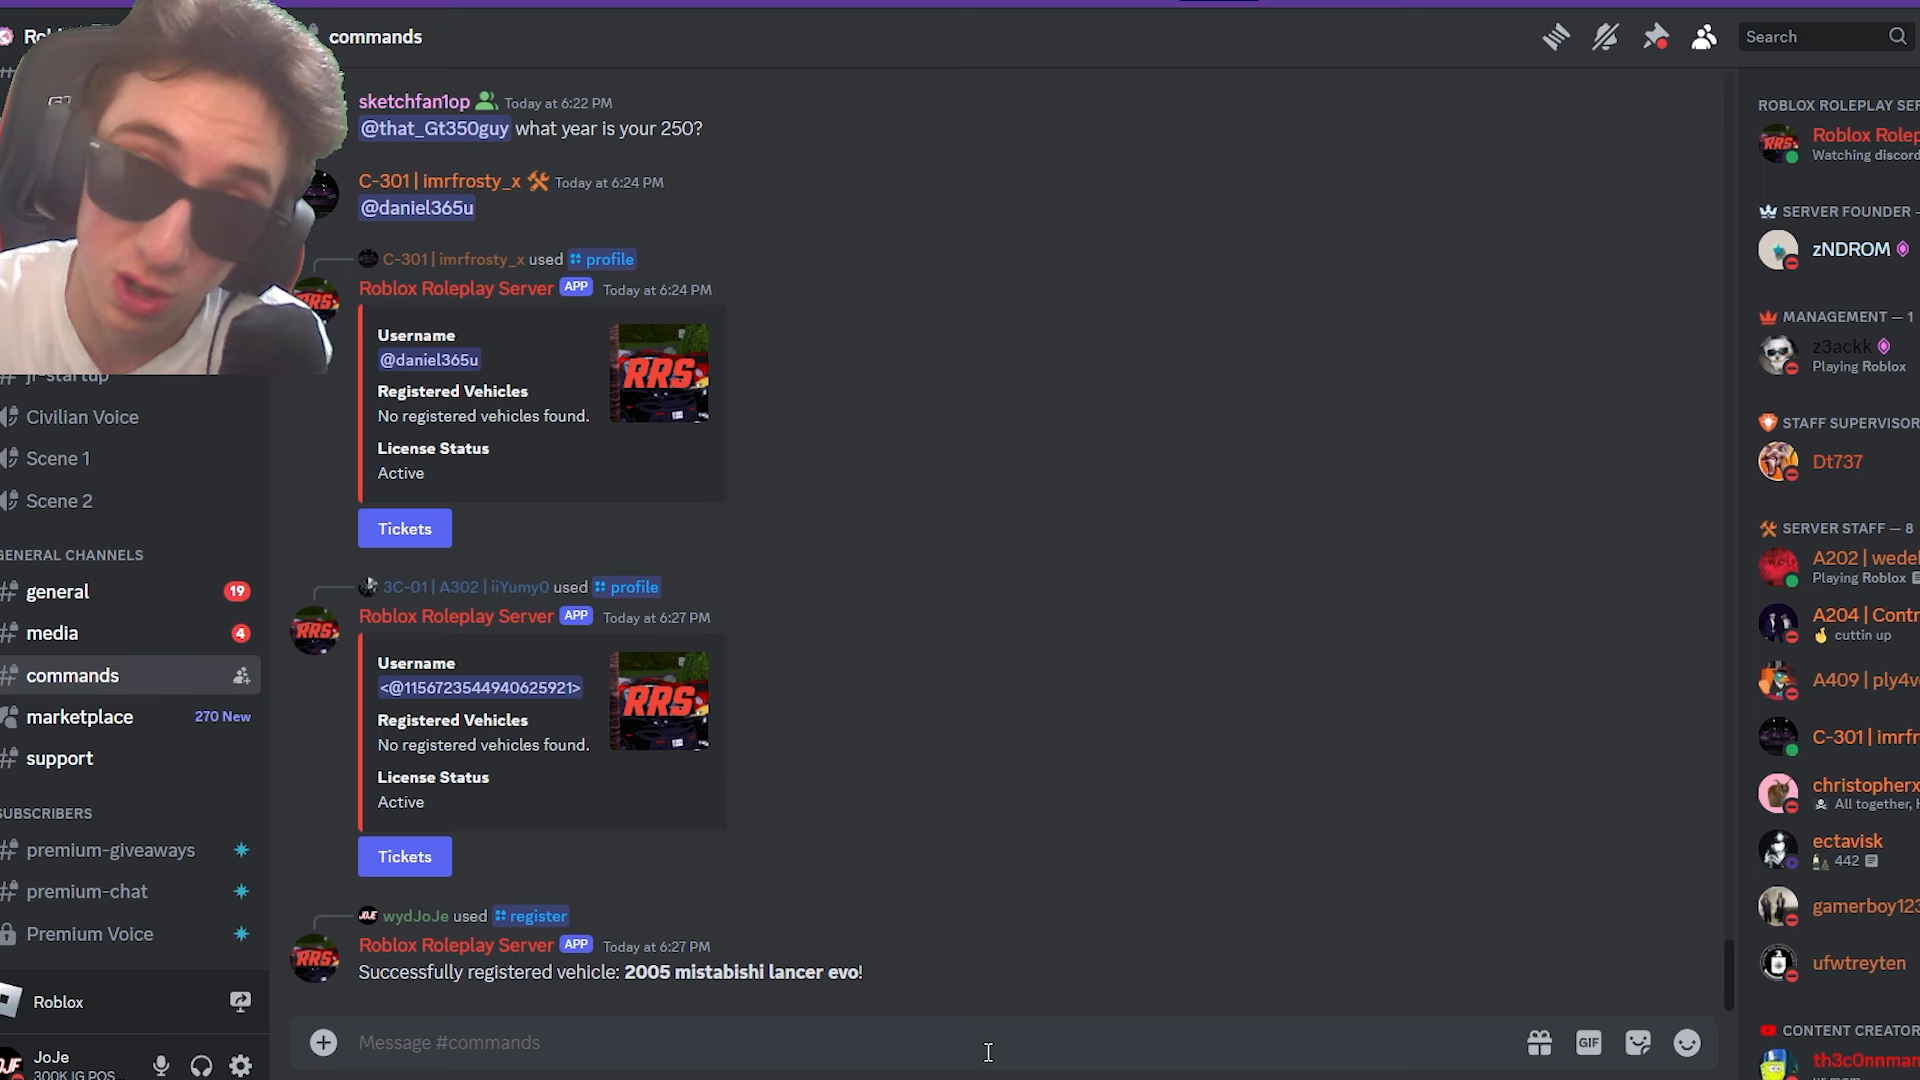 commands
Search
sketchfan1op Today at 6:22 PM
@that_Gt350guy what year is your 250?
C-301 | imrfrosty_x Today at 6:24 PM
@daniel365u
C-301 | imrfrosty_x used profile
Roblox Roleplay Server APP Today at 6:24 PM
Username
@daniel365u
Registered Vehicles
No registered vehicles found.
License Status
Active
RRS
Tickets
3C-01 | A302 | iiYumy0 used profile
Roblox Roleplay Server APP Today at 6:27 PM
Username
<@1156723544940625921>
Registered Vehicles
No registered vehicles found.
License Status
Active
RRS
Tickets
wydJoJe used register
Roblox Roleplay Server APP Today at 6:27 PM
Successfully registered vehicle: 2005 mistabishi lancer evo!
Message #commands
GIF
jr-startup
Civilian Voice
Scene 1
Scene 2
GENERAL CHANNELS
general 19
media 4
commands
marketplace 270 New
support
SUBSCRIBERS
premium-giveaways
premium-chat
Premium Voice
Roblox
JoJe
300K IG POS...
ROBLOX ROLEPLAY SER
Roblox Rolep
Watching discord
SERVER FOUNDER -
zNDROM
MANAGEMENT — 1
z3ackk
Playing Roblox
STAFF SUPERVISOR
Dt737
SERVER STAFF — 8
A202 | wedel
Playing Roblox
A204 | Contr
cuttin up
A409 | ply4v
C-301 | imrfr
christopherx
All together, H
ectavisk
442
gamerboy123
ufwtreyten
CONTENT CREATOR
th3c0nnman